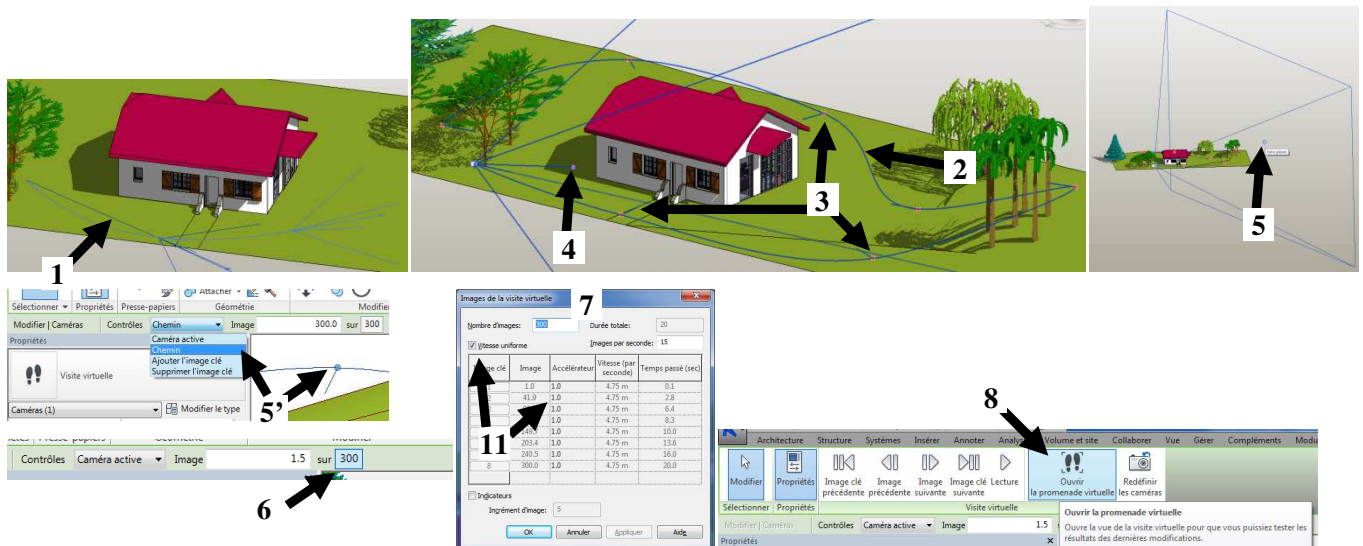 1
2
3
4
5
Sélectionner Propriétés Presse-papiers Géométrie Modifier
Attacher
Modifier | Caméras Contrôles Chemin Image 300.0 sur 300
Propriétés
Caméra active
Chemin
Ajouter l'image clé
Supprimer l'image clé
Visite virtuelle
Caméras (1) Modifier le type
5'
Contrôles Caméra active Image 1.5 sur 300
6
Images de la visite virtuelle
7
Nombre d'images: 300 Durée totale: 20
Vitesse uniforme Images par seconde: 15
Image clé Image Accélérateur Vitesse (par seconde) Temps passé (sec)
1.0 1.0 4.75 m 0.1
2 41.9 1.0 4.75 m 2.8
1.0 4.75 m 6.4
1.0 4.75 m 8.3
1.0 4.75 m 10.0
203.4 1.0 4.75 m 13.6
240.5 1.0 4.75 m 16.0
8 300.0 1.0 4.75 m 20.0
11
Indicateurs
Incrément d'image: 5
OK Annuler Appliquer Aide
8
Architecture Structure Systèmes Insérer Annoter Volume et site Collaborer Vue Gérer Compléments
Modifier Propriétés Image clé précédente Image précédente Image suivante Image clé suivante Lecture Ouvrir la promenade virtuelle Redéfinir les caméras
Sélectionner Propriétés Visite virtuelle
Modifier | Caméras Contrôles Caméra active Image 1.5
Propriétés
Ouvrir la promenade virtuelle
Ouvre la vue de la visite virtuelle pour que vous puissiez tester les
résultats des dernières modifications.